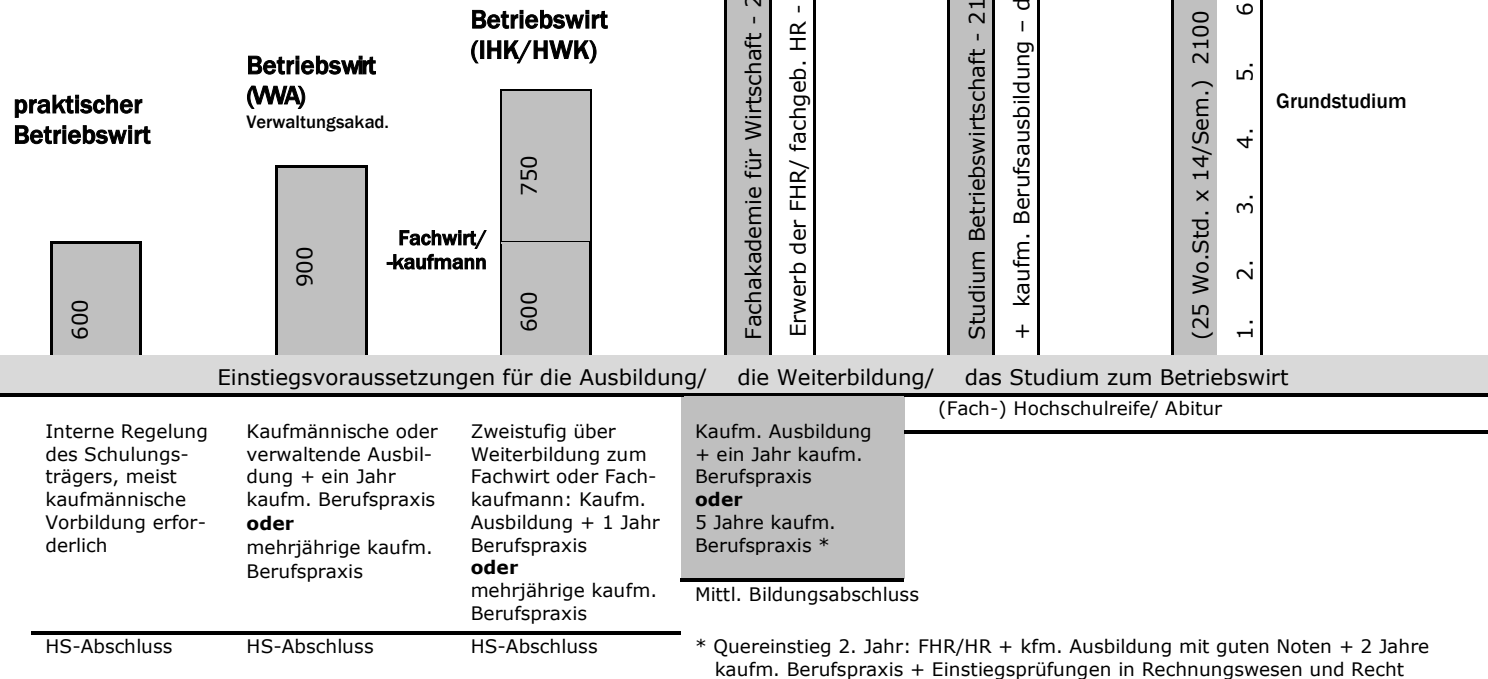 Betriebswirt
(IHK/HWK)
Betriebswirt
(VWA)
Verwaltungsakad.
praktischer
Betriebswirt
Fachwirt/
-kaufmann
600
900
750
600
Fachakademie für Wirtschaft -
Erwerb der FHR/ fachgeb. HR -
Studium Betriebswirtschaft - 21
+ kaufm. Berufsausbildung –
(25 Wo.Std. x 14/Sem.) 2100
1. 2. 3. 4. 5. 6
Grundstudium
Einstiegsvoraussetzungen für die Ausbildung/ die Weiterbildung/ das Studium zum Betriebswirt
(Fach-) Hochschulreife/ Abitur
Interne Regelung
des Schulungs-
trägers, meist
kaufmännische
Vorbildung erfor-
derlich
HS-Abschluss
Kaufmännische oder
verwaltende Ausbil-
dung + ein Jahr
kaufm. Berufspraxis
oder
mehrjährige kaufm.
Berufspraxis
HS-Abschluss
Zweistufig über
Weiterbildung zum
Fachwirt oder Fach-
kaufmann: Kaufm.
Ausbildung + 1 Jahr
Berufspraxis
oder
mehrjährige kaufm.
Berufspraxis
HS-Abschluss
Kaufm. Ausbildung
+ ein Jahr kaufm.
Berufspraxis
oder
5 Jahre kaufm.
Berufspraxis *
Mittl. Bildungsabschluss
* Quereinstieg 2. Jahr: FHR/HR + kfm. Ausbildung mit guten Noten + 2 Jahre
kaufm. Berufspraxis + Einstiegsprüfungen in Rechnungswesen und Recht